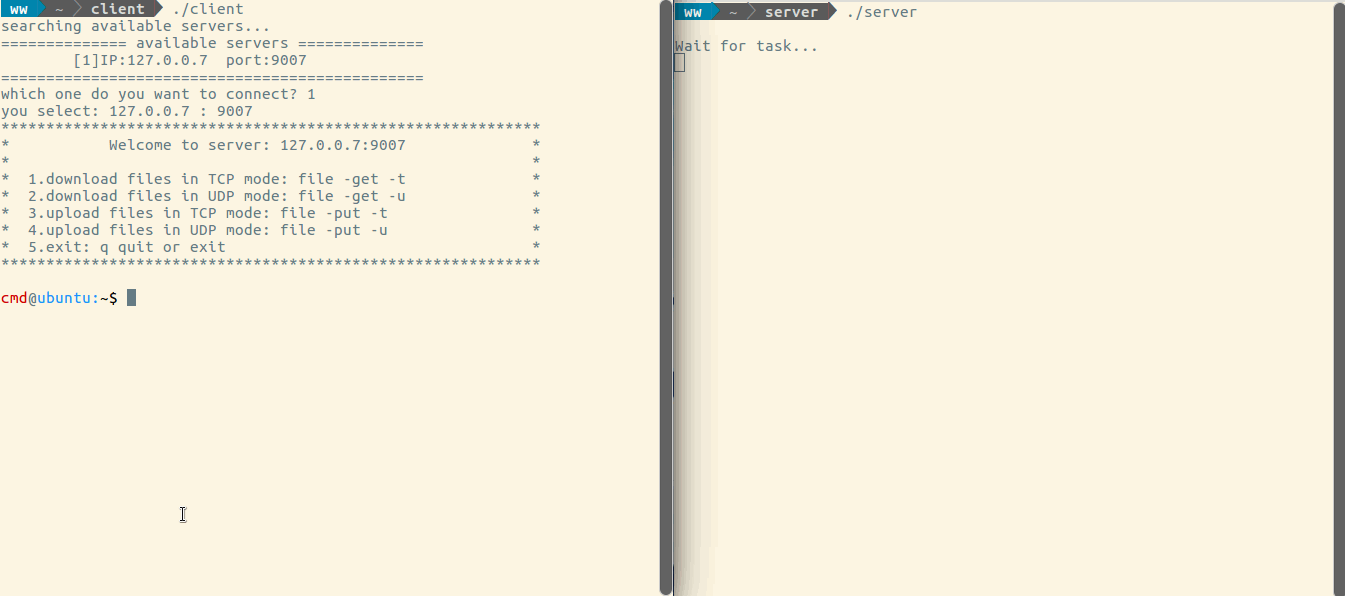 ww ~ client ./client
searching available servers...
============== available servers ==============
[1]IP:127.0.0.7 port:9007
===============================================
which one do you want to connect? 1
you select: 127.0.0.7 : 9007
************************************************************
* Welcome to server: 127.0.0.7:9007 *
* *
* 1.download files in TCP mode: file -get -t *
* 2.download files in UDP mode: file -get -u *
* 3.upload files in TCP mode: file -put -t *
* 4.upload files in UDP mode: file -put -u *
* 5.exit: q quit or exit *
************************************************************
cmd@ubuntu:~$
ww ~ server ./server
Wait for task...